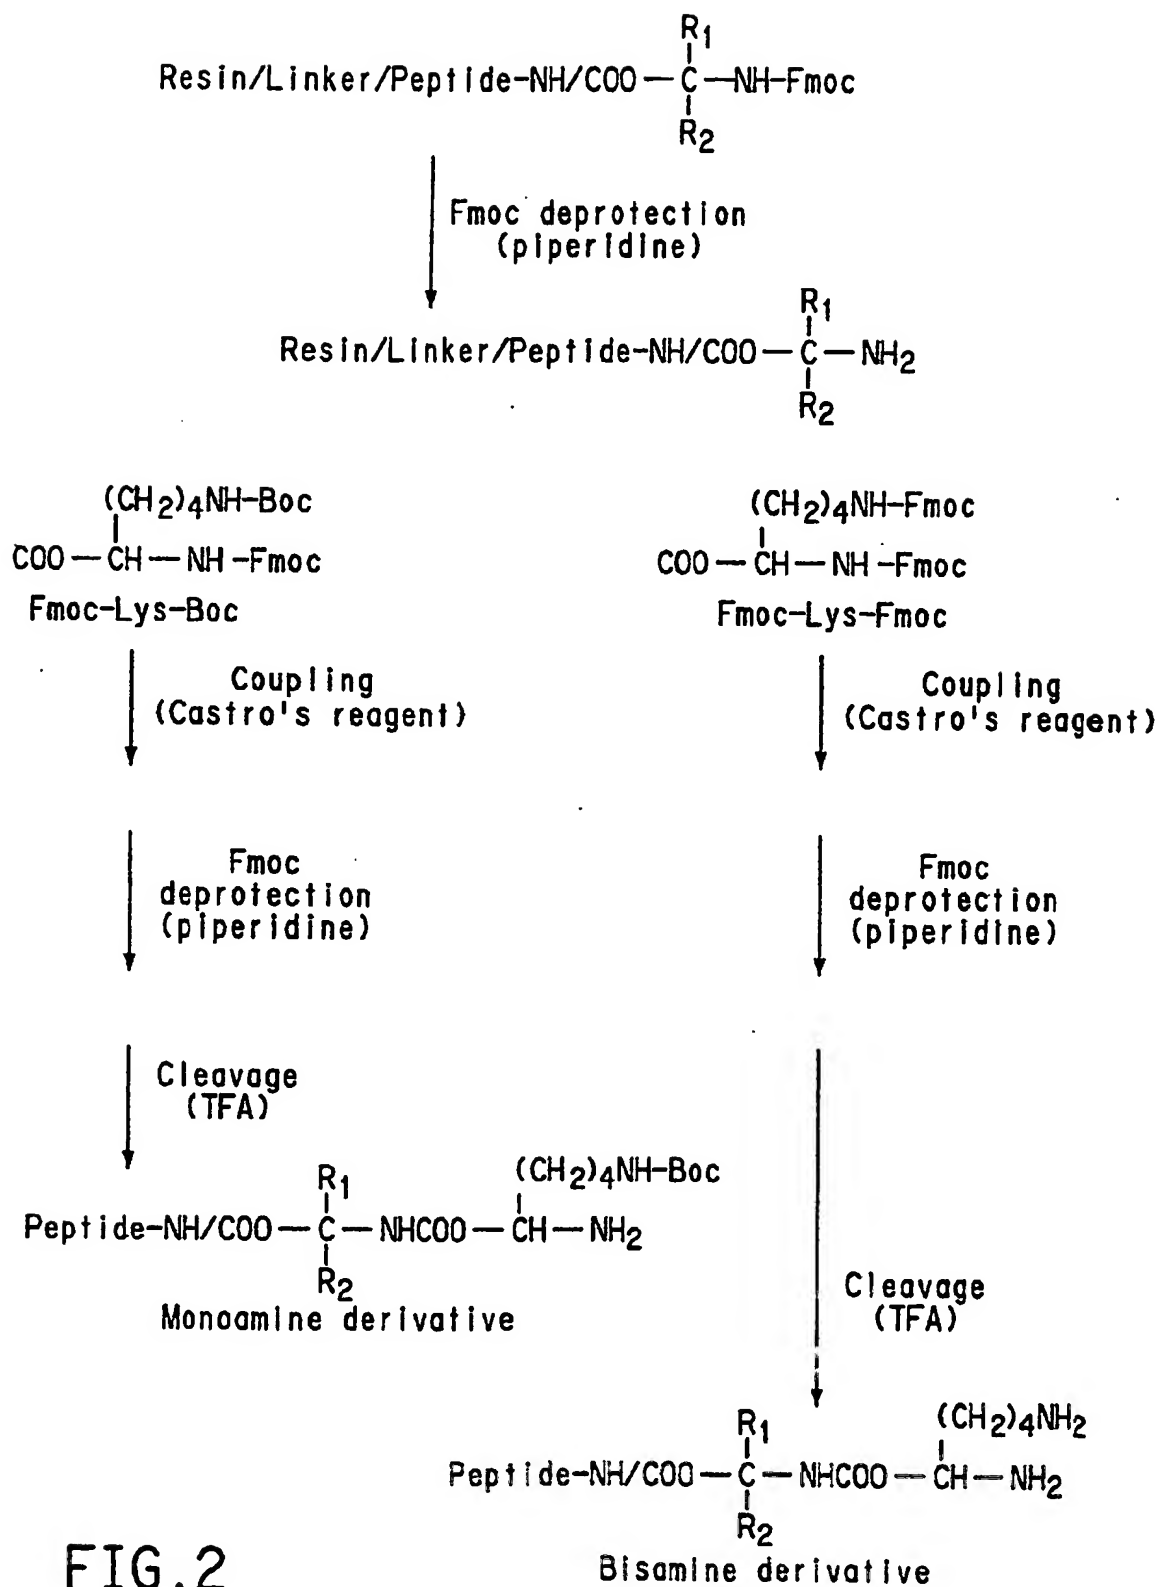 R1
Resin/Linker/Peptide-NH/COO—C—NH-Fmoc
R2
Fmoc deprotection
(piperidine)
R1
Resin/Linker/Peptide-NH/COO—C—NH2
R2
(CH2)4NH-Boc
COO—CH—NH-Fmoc
Fmoc-Lys-Boc
Coupling
(Castro's reagent)
Fmoc
deprotection
(piperidine)
Cleavage
(TFA)
R1
(CH2)4NH-Boc
Peptide-NH/COO—C—NHCOO—CH—NH2
R2
Monoamine derivative
(CH2)4NH-Fmoc
COO—CH—NH-Fmoc
Fmoc-Lys-Fmoc
Coupling
(Castro's reagent)
Fmoc
deprotection
(piperidine)
Cleavage
(TFA)
R1
(CH2)4NH2
Peptide-NH/COO—C—NHCOO—CH—NH2
R2
Bisamine derivative
FIG.2